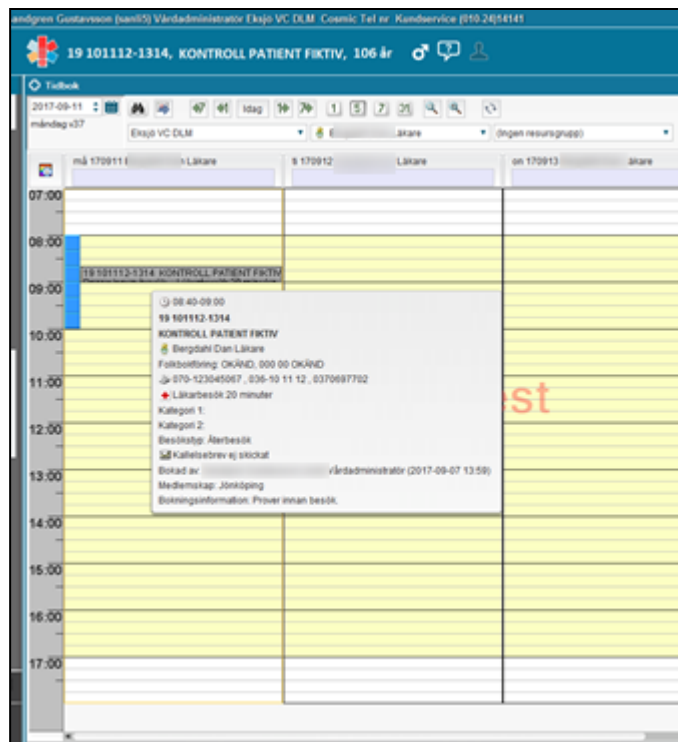 andgren Gustavsson (sanli5) Vårdadministratör Eksjö VC DLM Cosmic Tel nr Kundservice (010-24)54141
19 101112-1314, KONTROLL PATIENT FIKTIV, 106 år
Tidbok
2017-09-11 Idag 1 5 7 31
måndag v37
Eksjö VC DLM äkare (Ingen resursgrupp)
må 170911 n Läkare ti 170912 Läkare on 170913 äkare
07:00
08:00
19 101112-1314 KONTROLL PATIENT FIKTIV
09:00
08:40-09:00
19 101112-1314
10:00
KONTROLL PATIENT FIKTIV
Bergdahl Dan Läkare
Folkbokföring: OKÄND, 000 00 OKÄND
11:00
070-123045067 , 036-10 11 12 , 0370697702
est
Läkarbesök 20 minuter
Kategori 1:
12:00
Kategori 2:
Besökstyp: Återbesök
Kallelsebrev ej skickat
13:00
Bokad av: Vårdadministratör (2017-09-07 13:59)
Medlemskap: Jönköping
Bokningsinformation: Prover innan besök.
14:00
15:00
16:00
17:00